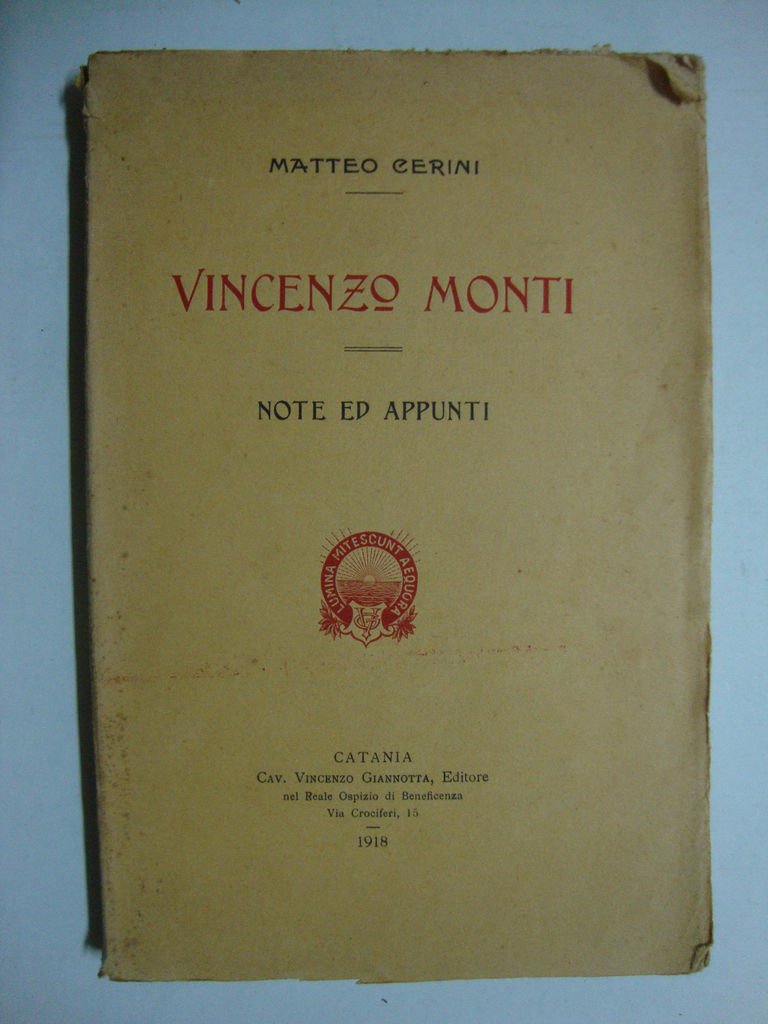 MATTEO CERINI
VINCENZO MONTI
NOTE ED APPUNTI
LUMINA MITESCUNT AEQUORA
VG
CATANIA
CAV. VINCENZO GIANNOTTA, Editore
nel Reale Ospizio di Beneficenza
Via Crociferi, 15
1918